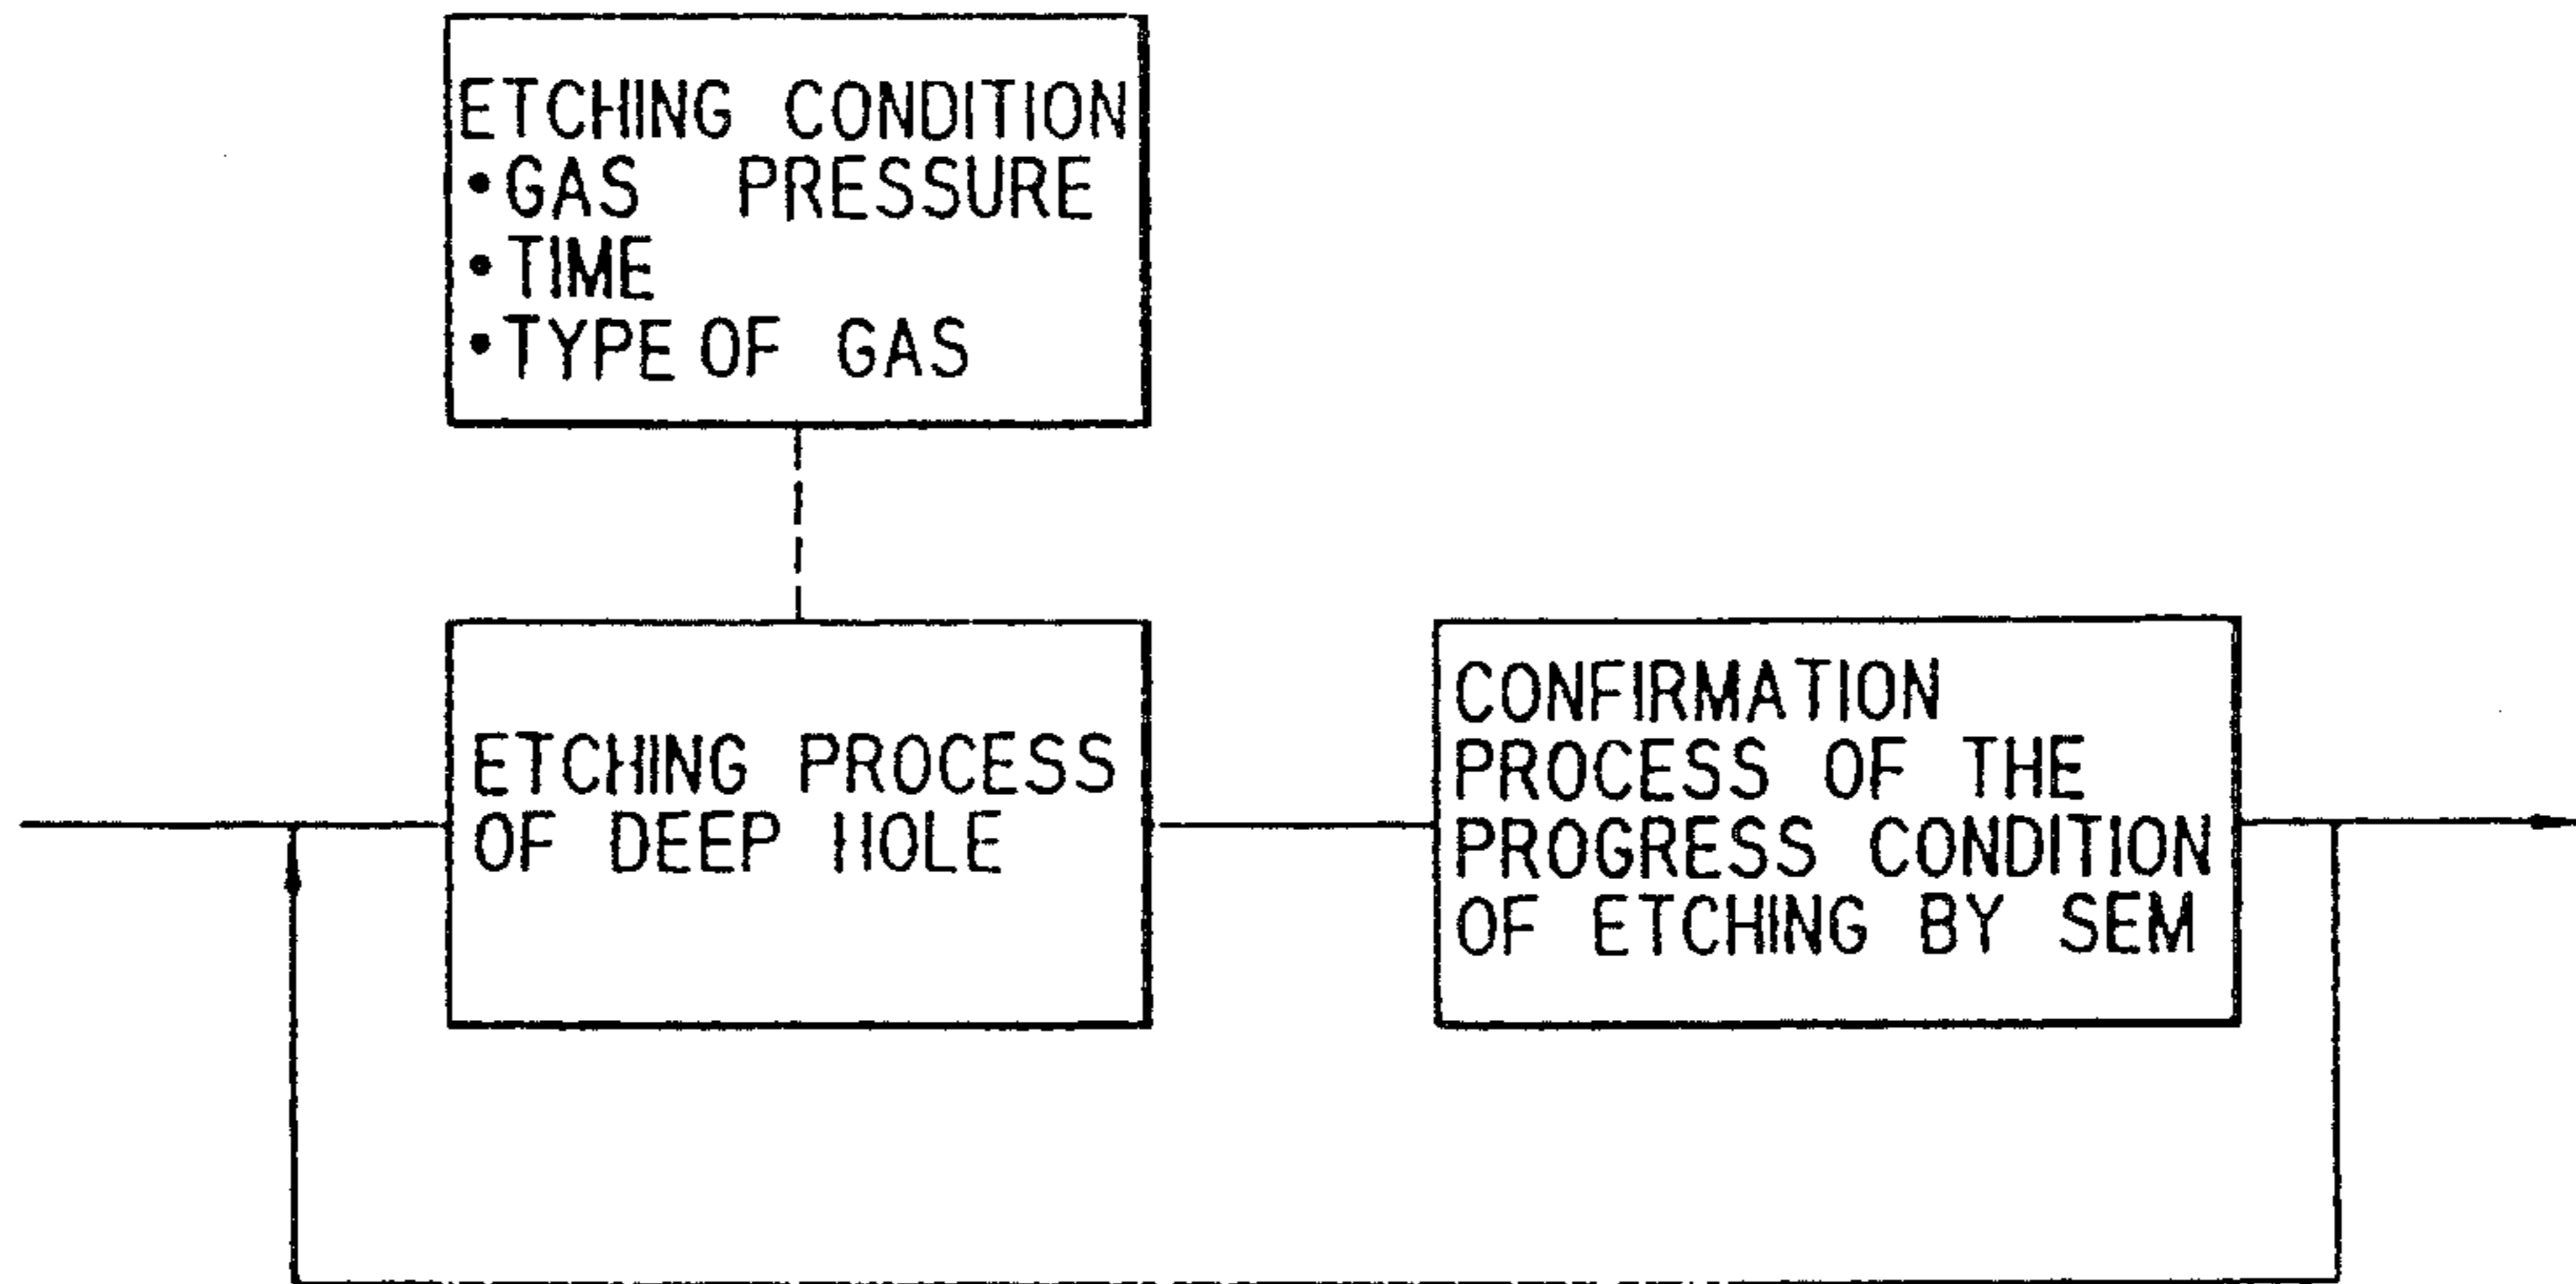 ETCHING CONDITION
•GAS PRESSURE
•TIME
•TYPE OF GAS
ETCHING PROCESS
OF DEEP HOLE
CONFIRMATION
PROCESS OF THE
PROGRESS CONDITION
OF ETCHING BY SEM